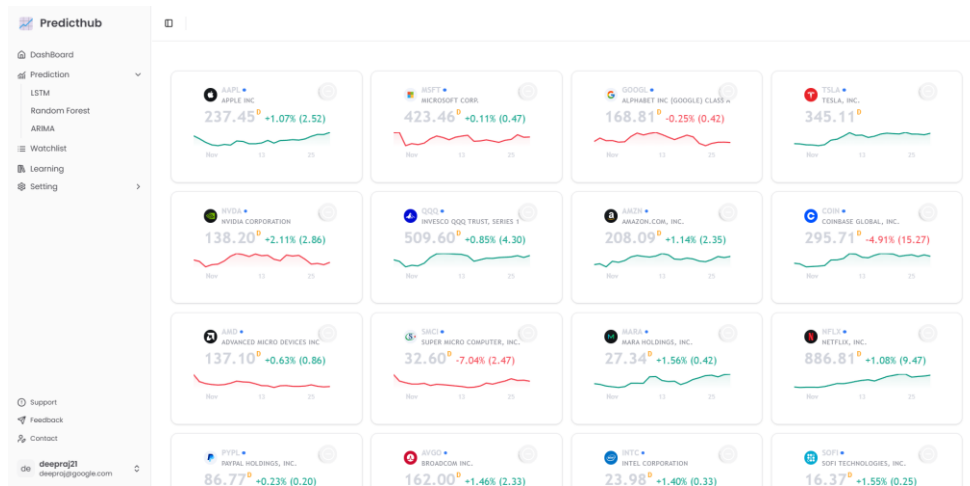 Predicthub
DashBoard
Prediction
LSTM
Random Forest
ARIMA
Watchlist
Learning
Setting
Support
Feedback
Contact
de
deepraj21
deepraj@google.com
AAPL
APPLE INC
237.45 D +1.07% (2.52)
Nov 13 25
MSFT
MICROSOFT CORP.
423.46 D +0.11% (0.47)
Nov 13 25
GOOGL
ALPHABET INC (GOOGLE) CLASS A
168.81 D -0.25% (0.42)
Nov 13 25
TSLA
TESLA, INC.
345.11 D
Nov 13 25
NVDA
NVIDIA CORPORATION
138.20 D +2.11% (2.86)
Nov 13 25
QQQ
INVESCO QQQ TRUST, SERIES 1
509.60 D +0.85% (4.30)
Nov 13 25
AMZN
AMAZON.COM, INC.
208.09 D +1.14% (2.35)
Nov 13 25
COIN
COINBASE GLOBAL, INC.
295.71 D -4.91% (15.27)
Nov 13 25
AMD
ADVANCED MICRO DEVICES INC
137.10 D +0.63% (0.86)
Nov 13 25
SMCI
SUPER MICRO COMPUTER, INC.
32.60 D -7.04% (2.47)
Nov 13 25
MARA
MARA HOLDINGS, INC.
27.34 D +1.56% (0.42)
Nov 13 25
NFLX
NETFLIX, INC.
886.81 D +1.08% (9.47)
Nov 13 25
PYPL
PAYPAL HOLDINGS, INC.
86.77 D +0.23% (0.20)
AVGO
BROADCOM INC.
162.00 D +1.46% (2.33)
INTC
INTEL CORPORATION
23.98 D +1.40% (0.33)
SOFI
SOFI TECHNOLOGIES, INC.
16.37 D +1.55% (0.25)